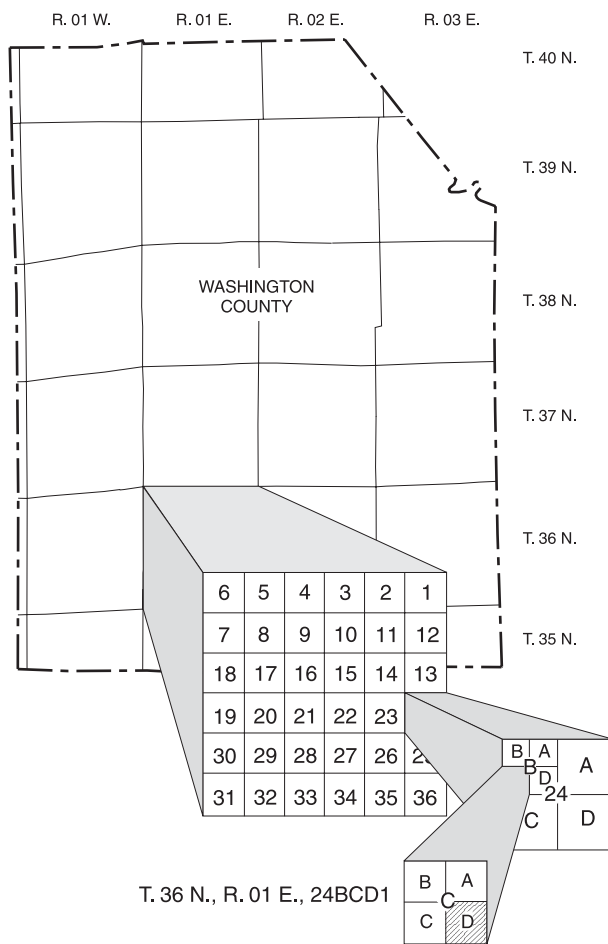 R. 01 W. R. 01 E. R. 02 E. R. 03 E.
T. 40 N.
T. 39 N.
WASHINGTON
COUNTY
T. 38 N.
T. 37 N.
T. 36 N.
T. 35 N.
6 5 4 3 2 1
7 8 9 10 11 12
18 17 16 15 14 13
19 20 21 22 23
30 29 28 27 26
31 32 33 34 35 36
B A
B A
D
24
C D
T. 36 N., R. 01 E., 24BCD1
B A
C
C D